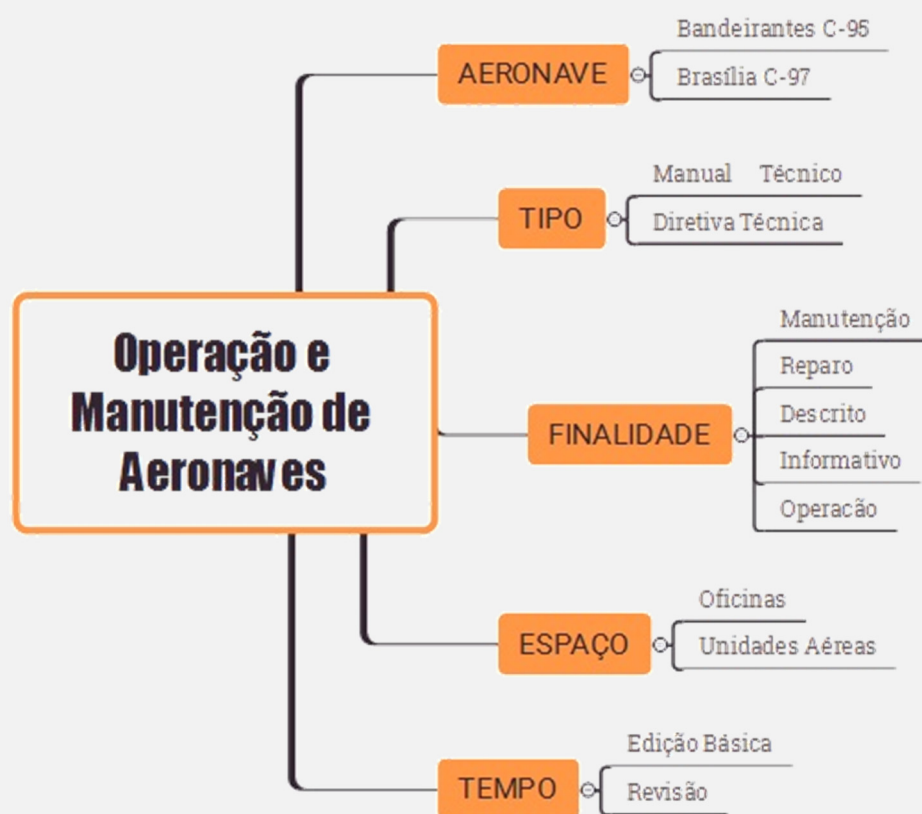 Bandeirantes C-95
AERONAVE
Brasília C-97
Manual Técnico
TIPO
Diretiva Técnica
Operação e
Manutenção de
Aeronaves
Manutenção
Reparo
FINALIDADE
Descrito
Informativo
Operacão
Oficinas
ESPAÇO
Unidades Aéreas
Edição Básica
TEMPO
Revisão